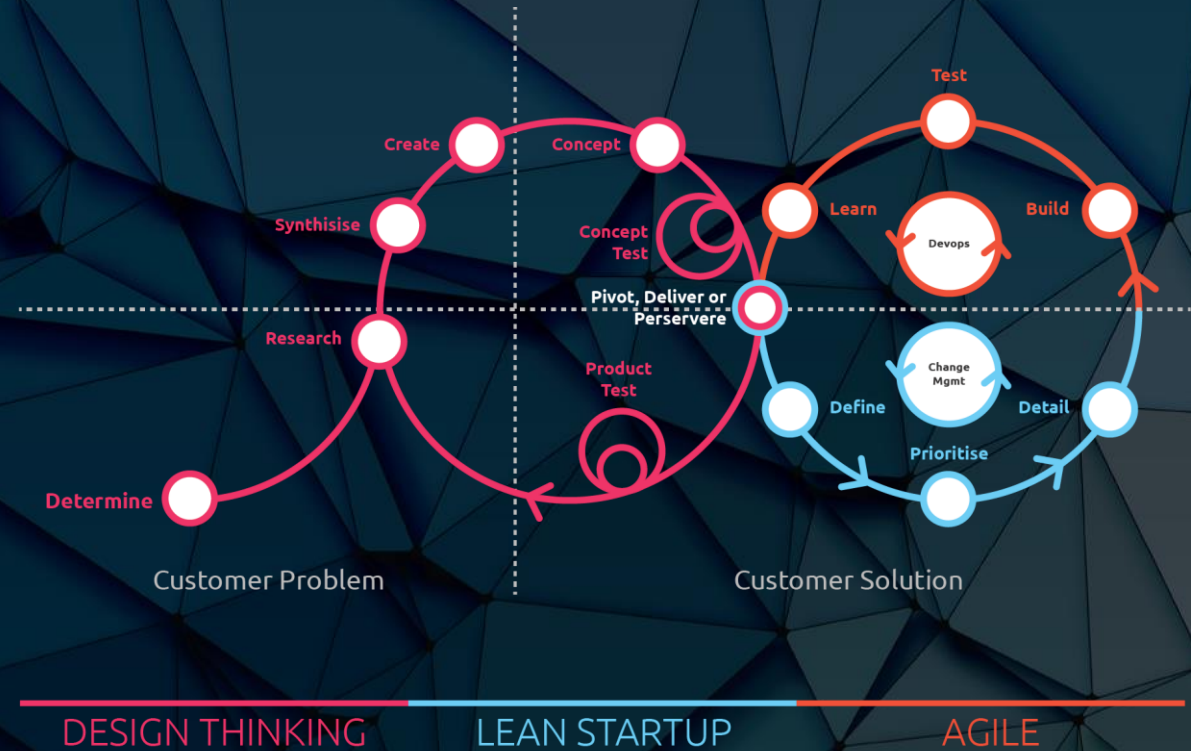 Test
Create
Concept
Learn
Build
Synthisise
Concept
Test
Devops
Pivot, Deliver or
Perservere
Research
Product
Test
Change
Mgmt
Define
Detail
Prioritise
Determine
Customer Problem
Customer Solution
DESIGN THINKING
LEAN STARTUP
AGILE